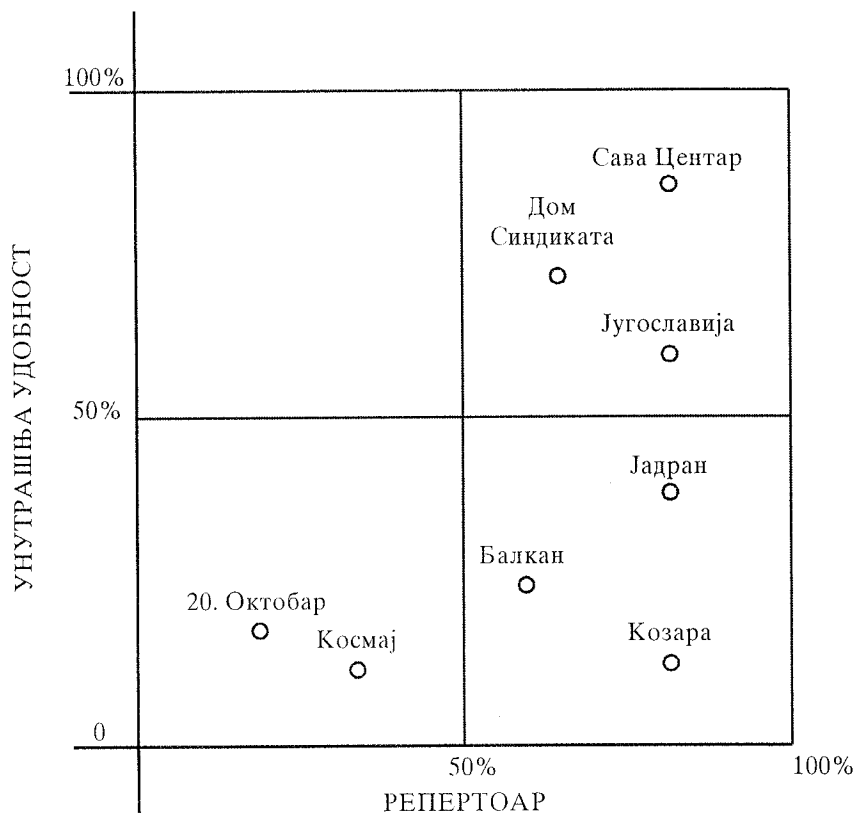 100%
Сава Центар
Дом
Синдиката
Југославија
УНУТРАШЊА УДОБНОСТ
50%
Јадран
Балкан
20. Октобар
Космај
Козара
0
50%
100%
РЕПЕРТОАР